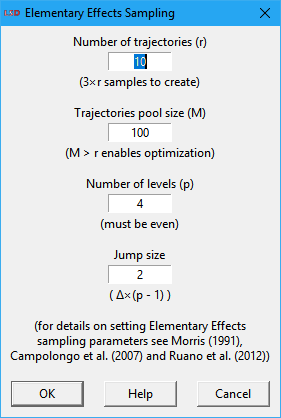 Elementary Effects Sampling
Number of trajectories (r)
10
(3×r samples to create)
Trajectories pool size (M)
100
(M > r enables optimization)
Number of levels (p)
4
(must be even)
Jump size
2
( Δ×(p - 1) )
(for details on setting Elementary Effects
sampling parameters see Morris (1991),
Campolongo et al. (2007) and Ruano et al. (2012))
OK
Help
Cancel